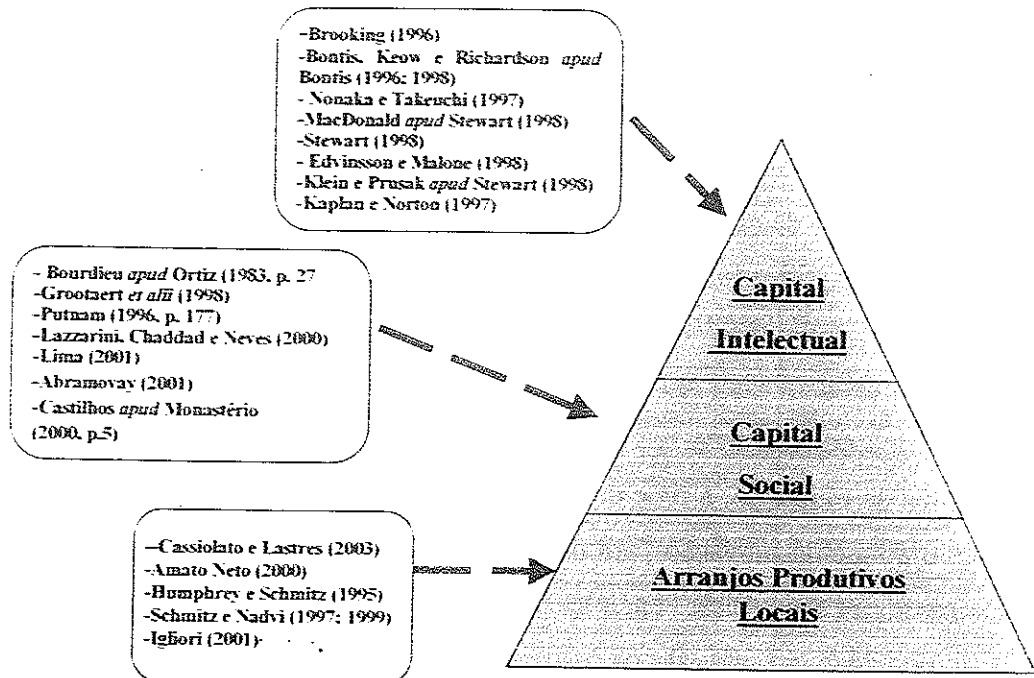 -Brooking (1996)
-Bontis, Keow e Richardson apud
Bontis (1996; 1998)
- Nonaka e Takeuchi (1997)
-MacDonald apud Stewart (1998)
-Stewart (1998)
- Edvinsson e Malone (1998)
-Klein e Prusak apud Stewart (1998)
-Kaplan e Norton (1997)
- Bourdieu apud Ortiz (1983, p. 27
-Grootaert et alii (1998)
-Putnam (1996, p. 177)
-Lazzarini, Chaddad e Neves (2000)
-Lima (2001)
-Abramovay (2001)
-Castilhos apud Monastério
(2000, p.5)
-Cassiolato e Lastres (2003)
-Amato Neto (2000)
-Humphrey e Schmitz (1995)
-Schmitz e Nadvi (1997; 1999)
-Igliori (2001)
Capital
Intelectual
Capital
Social
Arranjos Produtivos
Locais